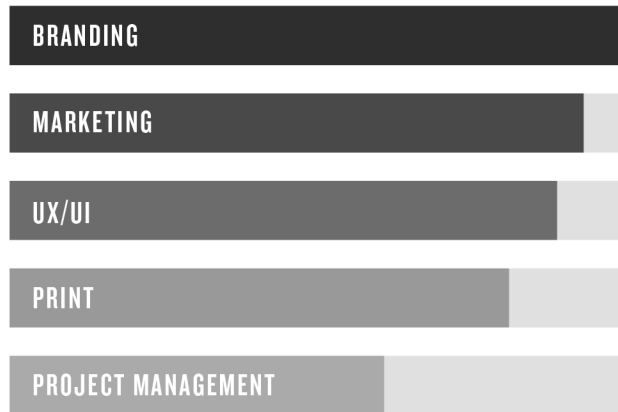 BRANDING
MARKETING
UX/UI
PRINT
PROJECT MANAGEMENT